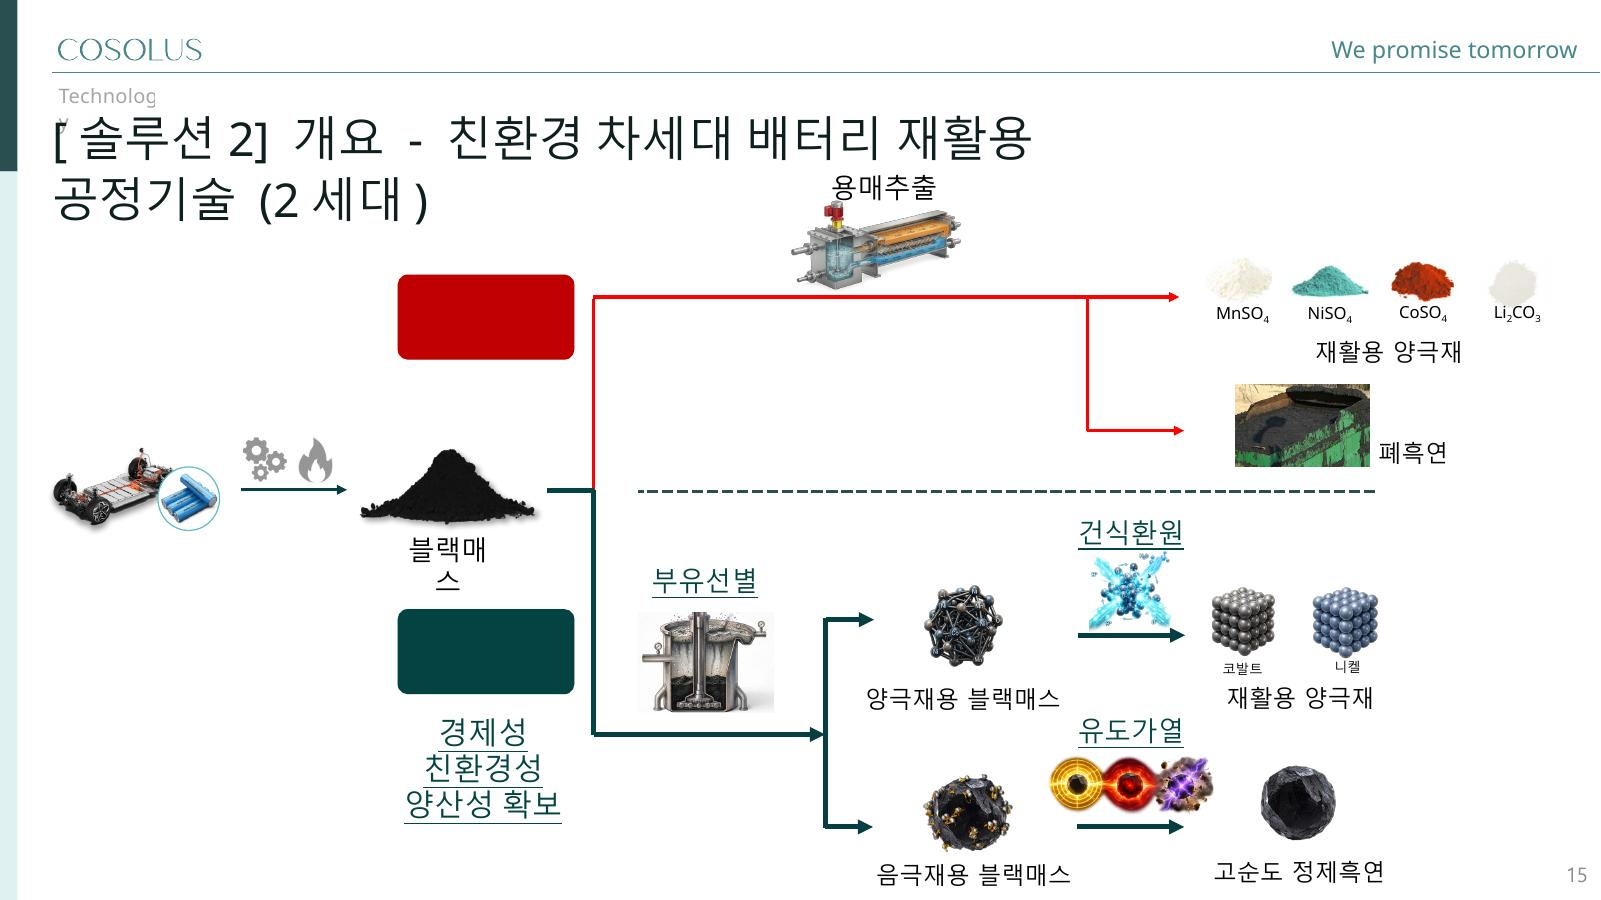 COSOLUS
We promise tomorrow
Technolog
y
[ 솔루션 2] 개요 - 친환경 차세대 배터리 재활용
공정기술 (2 세대 )
용매추출
MnSO₄
NiSO₄
CoSO₄
Li₂CO₃
재활용 양극재
폐흑연
블랙매
스
건식환원
부유선별
코발트
니켈
양극재용 블랙매스
재활용 양극재
경제성
친환경성
양산성 확보
유도가열
음극재용 블랙매스
고순도 정제흑연
15